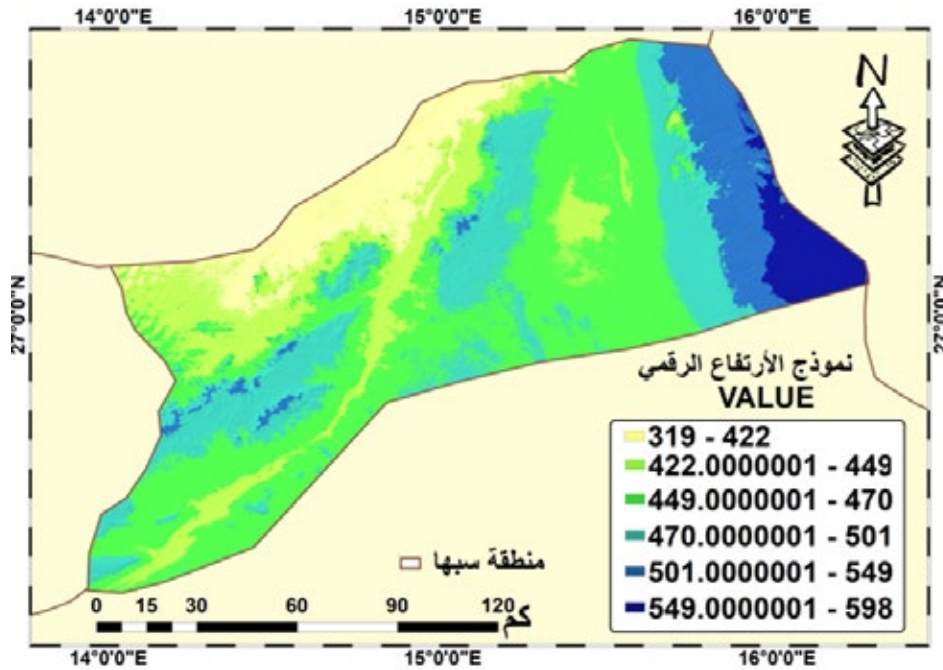 14°0'0"E 15°0'0"E 16°0'0"E
N
27°0'0"N
27°0'0"N
نموذج الأرتفاع الرقمي
VALUE
319 - 422
422.0000001 - 449
449.0000001 - 470
470.0000001 - 501
501.0000001 - 549
549.0000001 - 598
منطقة سبها
0 15 30 60 90 120
كم
14°0'0"E 15°0'0"E 16°0'0"E